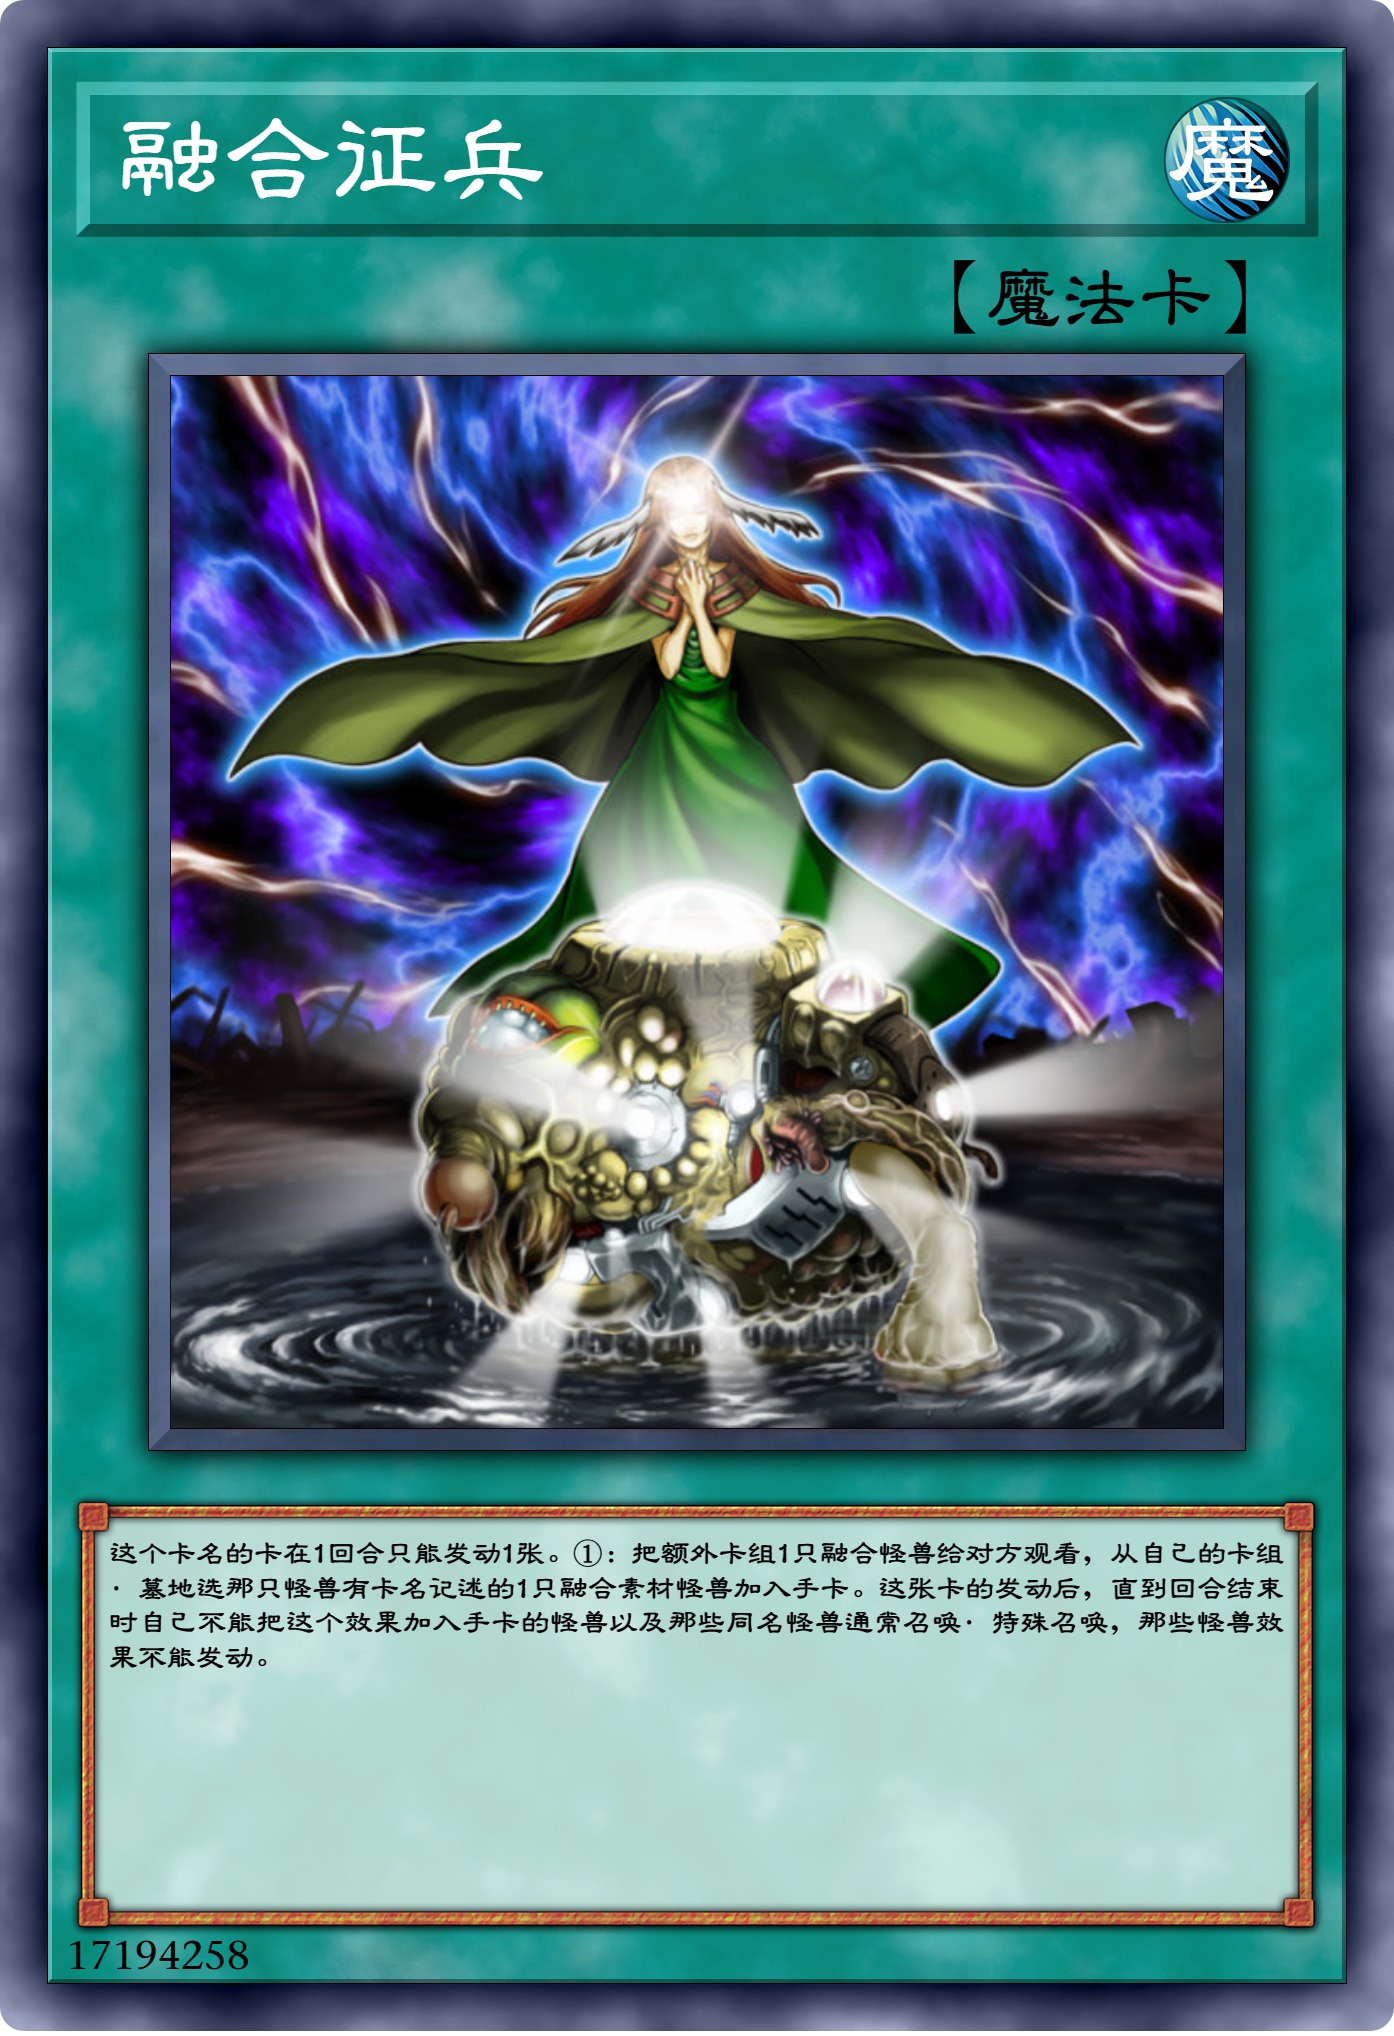 融合征兵
魔
【魔法卡】
这个卡名的卡在1回合只能发动1张。①：把额外卡组1只融合怪兽给对方观看，从自己的卡组
·墓地选那只怪兽有卡名记述的1只融合素材怪兽加入手卡。这张卡的发动后，直到回合结束
时自己不能把这个效果加入手卡的怪兽以及那些同名怪兽通常召唤·特殊召唤，那些怪兽效
果不能发动。
17194258